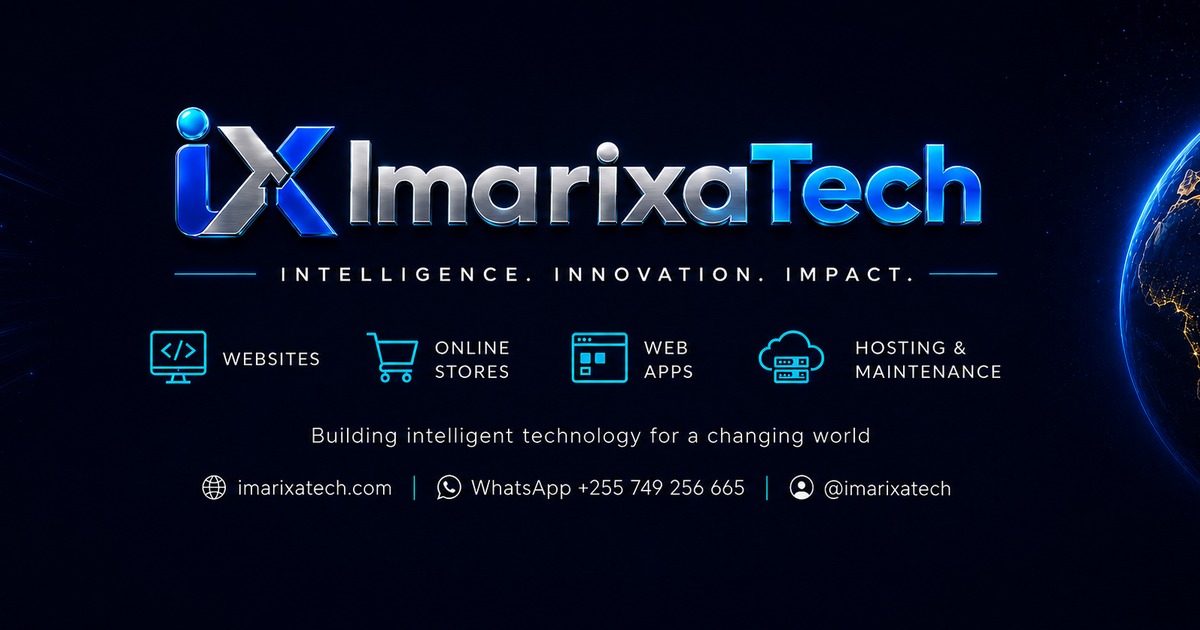 iX ImarixaTech
INTELLIGENCE. INNOVATION. IMPACT.
WEBSITES
ONLINE
STORES
WEB
APPS
HOSTING &
MAINTENANCE
Building intelligent technology for a changing world
imarixatech.com | WhatsApp +255 749 256 665 | @imarixatech